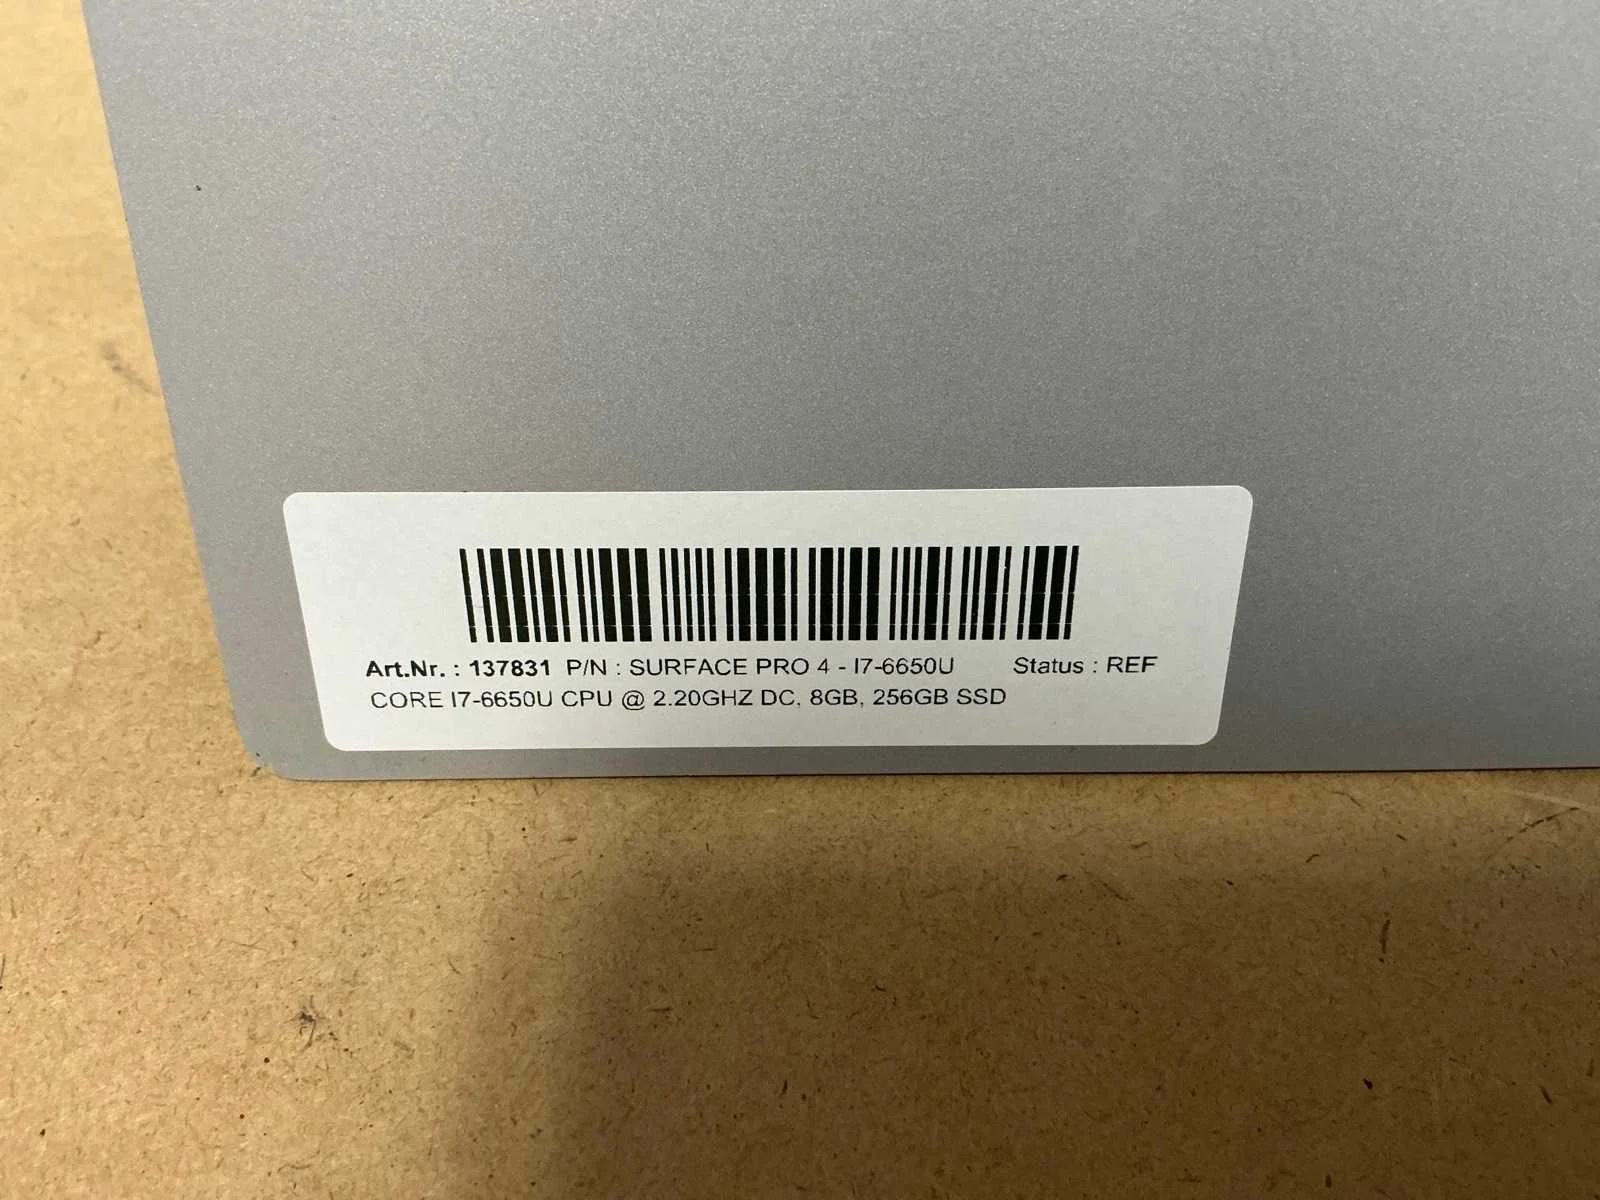 Art.Nr. : 137831 P/N : SURFACE PRO 4 - I7-6650U Status : REF
CORE I7-6650U CPU @ 2.20GHZ DC, 8GB, 256GB SSD